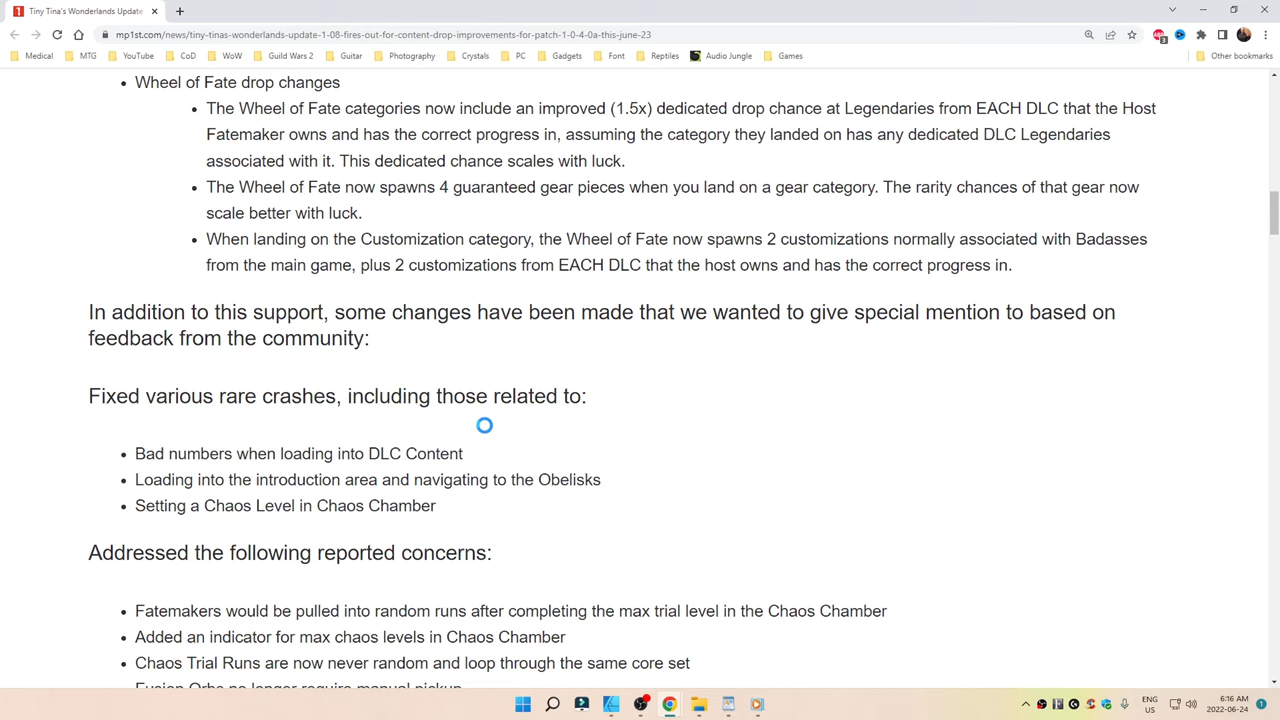 Tiny Tina's Wonderlands Update
mp1st.com/news/tiny-tinas-wonderlands-update-1-08-fires-out-for-content-drop-improvements-for-patch-1-0-4-0a-this-june-23
3
Medical MTG YouTube CoD WoW Guild Wars 2 Guitar Photography Crystals PC Gadgets Font Reptiles Audio Jungle Games Other bookmarks
• Wheel of Fate drop changes
• The Wheel of Fate categories now include an improved (1.5x) dedicated drop chance at Legendaries from EACH DLC that the Host
Fatemaker owns and has the correct progress in, assuming the category they landed on has any dedicated DLC Legendaries
associated with it. This dedicated chance scales with luck.
• The Wheel of Fate now spawns 4 guaranteed gear pieces when you land on a gear category. The rarity chances of that gear now
scale better with luck.
• When landing on the Customization category, the Wheel of Fate now spawns 2 customizations normally associated with Badasses
from the main game, plus 2 customizations from EACH DLC that the host owns and has the correct progress in.
In addition to this support, some changes have been made that we wanted to give special mention to based on
feedback from the community:
Fixed various rare crashes, including those related to:
• Bad numbers when loading into DLC Content
• Loading into the introduction area and navigating to the Obelisks
• Setting a Chaos Level in Chaos Chamber
Addressed the following reported concerns:
• Fatemakers would be pulled into random runs after completing the max trial level in the Chaos Chamber
• Added an indicator for max chaos levels in Chaos Chamber
• Chaos Trial Runs are now never random and loop through the same core set
Fusion Orbs no longer require manual pickup
ENG
US
6:16 AM
2022-06-24
1